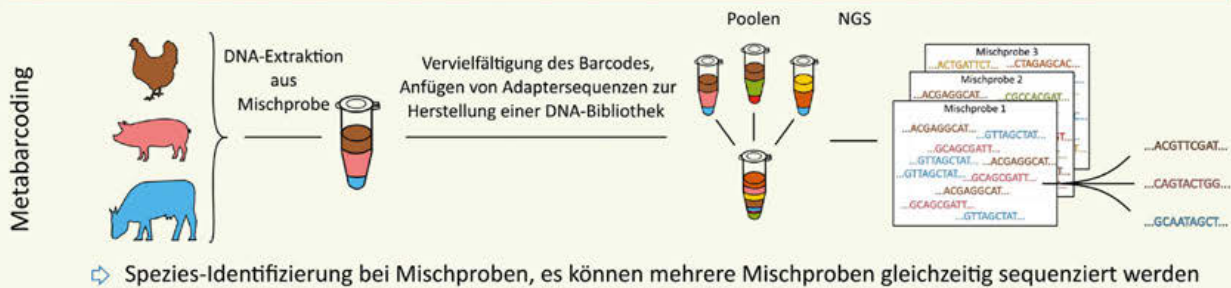 Metabarcoding
DNA-Extraktion
aus
Mischprobe
Vervielfältigung des Barcodes,
Anfügen von Adaptersequenzen zur
Herstellung einer DNA-Bibliothek
Poolen
NGS
Mischprobe 3
...ACTGATTCT...
...CTAGAGCAC...
Mischprobe 2
...ACGAGGCAT...
CGCCACGAT...
Mischprobe 1
...ACGAGGCAT...
...GTTAGCTAT...
...GCAGCGATT...
...GTTAGCTAT...
...ACGAGGCAT...
...GTTAGCTAT...
...GCAGCGATT...
...ACGAGGCAT...
...GCAGCGATT...
...GTTAGCTAT...
...ACGTTCGAT...
...CAGTACTGG...
...GCAATAGCT...
⇨ Spezies-Identifizierung bei Mischproben, es können mehrere Mischproben gleichzeitig sequenziert werden